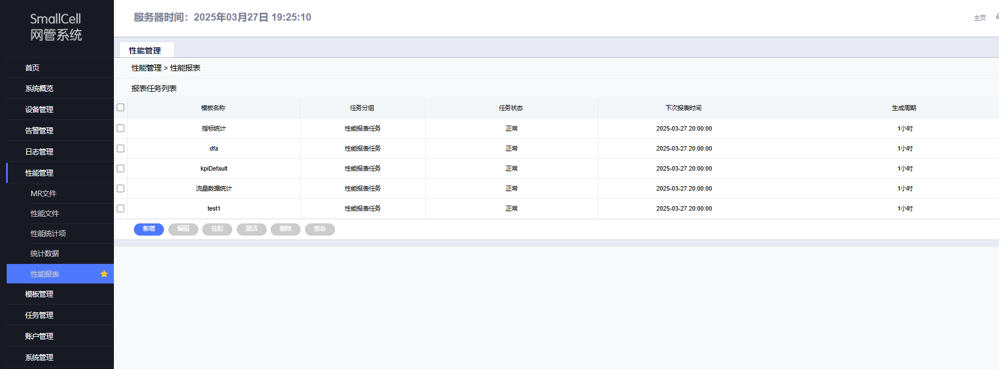 SmallCell
网管系统
服务器时间：2025年03月27日 19:25:10
主页
首页
系统概览
设备管理
告警管理
日志管理
性能管理
MR文件
性能文件
性能统计项
统计数据
性能报表
模板管理
任务管理
账户管理
系统管理
性能管理
性能管理 > 性能报表
报表任务列表
模板名称 任务分组 任务状态 下次报表时间 生成周期
指标统计 性能报表任务 正常 2025-03-27 20:00:00 1小时
dfa 性能报表任务 正常 2025-03-27 20:00:00 1小时
kpiDefault 性能报表任务 正常 2025-03-27 20:00:00 1小时
流量数据统计 性能报表任务 正常 2025-03-27 20:00:00 1小时
test1 性能报表任务 正常 2025-03-27 20:00:00 1小时
新增 编辑 挂起 激活 删除 查看